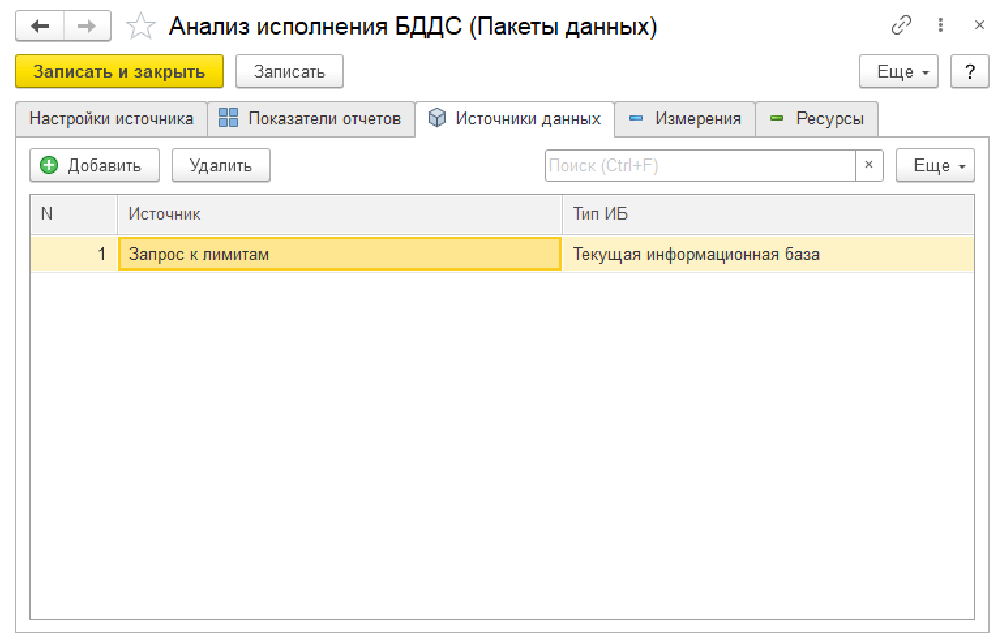 Анализ исполнения БДДС (Пакеты данных)
Записать и закрыть Записать Еще ?
Настройки источника Показатели отчетов Источники данных Измерения Ресурсы
Добавить Удалить Поиск (Ctrl+F) × Еще
N Источник Тип ИБ
1 Запрос к лимитам Текущая информационная база